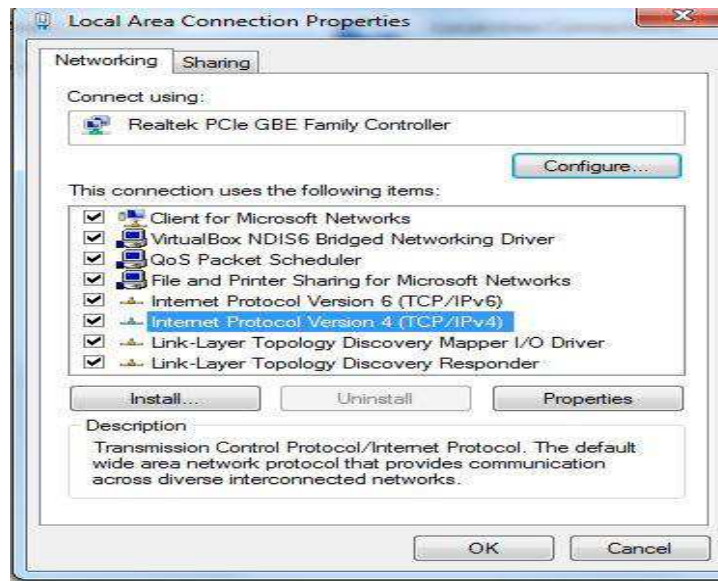 Local Area Connection Properties
Networking
Sharing
Connect using:
Realtek PCIe GBE Family Controller
Configure...
This connection uses the following items:
Client for Microsoft Networks
VirtualBox NDIS6 Bridged Networking Driver
QoS Packet Scheduler
File and Printer Sharing for Microsoft Networks
Internet Protocol Version 6 (TCP/IPv6)
Internet Protocol Version 4 (TCP/IPv4)
Link-Layer Topology Discovery Mapper I/O Driver
Link-Layer Topology Discovery Responder
Install...
Uninstall
Properties
Description
Transmission Control Protocol/Internet Protocol. The default
wide area network protocol that provides communication
across diverse interconnected networks.
OK
Cancel